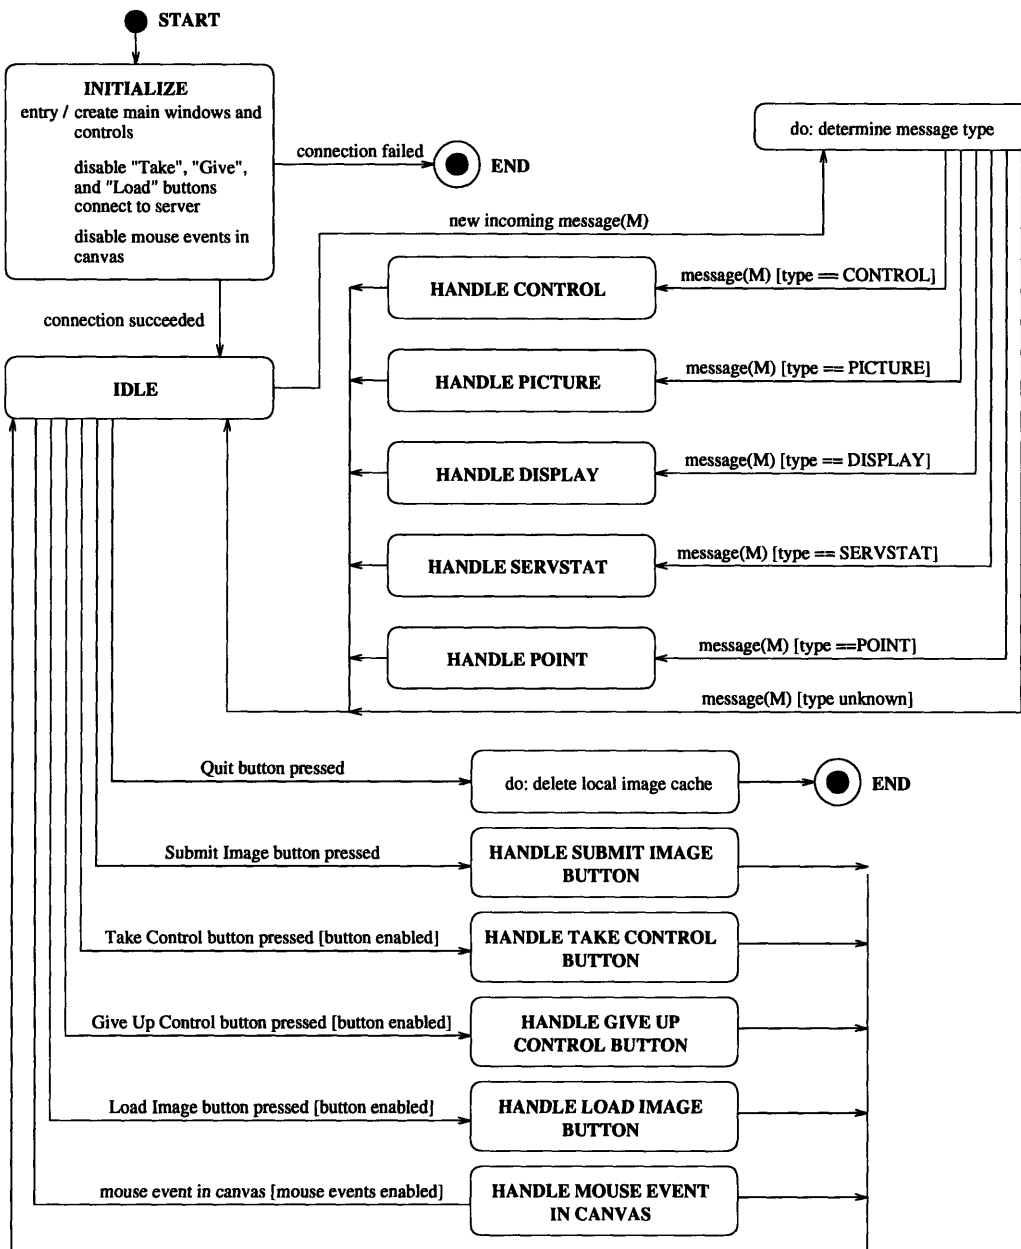 START
INITIALIZE
entry / create main windows and
controls
disable "Take", "Give",
and "Load" buttons
connect to server
disable mouse events in
canvas
connection failed
END
do: determine message type
new incoming message(M)
connection succeeded
IDLE
HANDLE CONTROL
message(M) [type == CONTROL]
HANDLE PICTURE
message(M) [type == PICTURE]
HANDLE DISPLAY
message(M) [type == DISPLAY]
HANDLE SERVSTAT
message(M) [type == SERVSTAT]
HANDLE POINT
message(M) [type ==POINT]
message(M) [type unknown]
Quit button pressed
do: delete local image cache
END
Submit Image button pressed
HANDLE SUBMIT IMAGE
BUTTON
Take Control button pressed [button enabled]
HANDLE TAKE CONTROL
BUTTON
Give Up Control button pressed [button enabled]
HANDLE GIVE UP
CONTROL BUTTON
Load Image button pressed [button enabled]
HANDLE LOAD IMAGE
BUTTON
mouse event in canvas [mouse events enabled]
HANDLE MOUSE EVENT
IN CANVAS